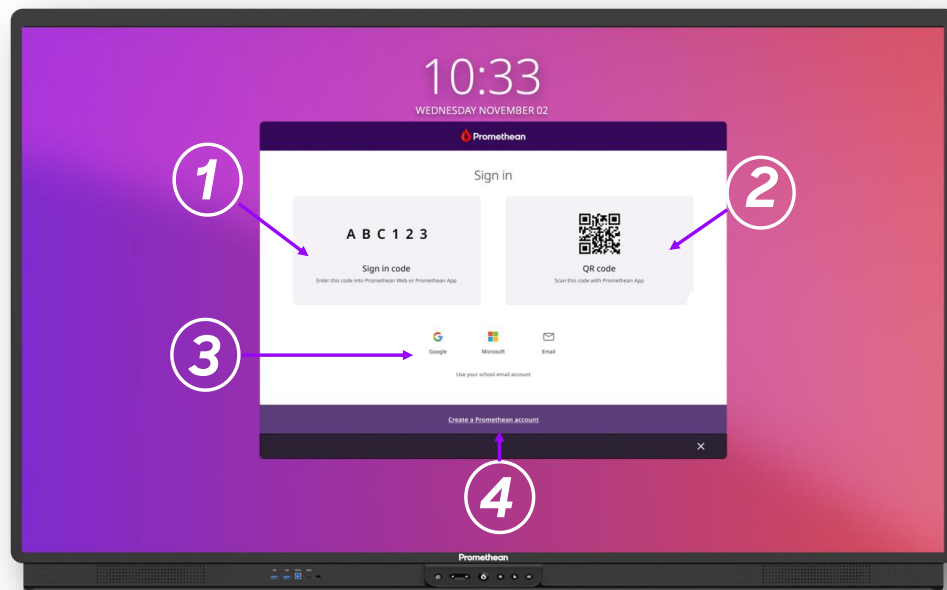 10:33
WEDNESDAY NOVEMBER 02
Promethean
Sign in
1
2
A B C 1 2 3
Sign in code
Enter this code into Promethean Web or Promethean App
QR code
Scan this code with Promethean App
3
Google
Microsoft
Email
Use your school email account
Create a Promethean account
4
Promethean